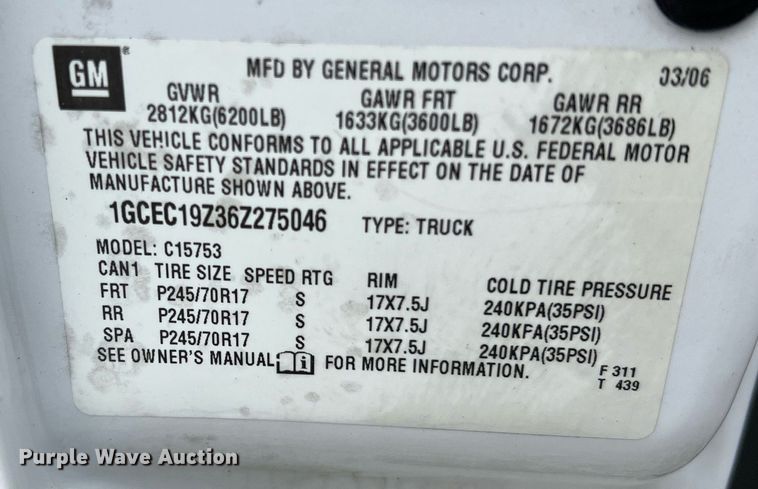 GM ®
MFD BY GENERAL MOTORS CORP. 03/06
GVWR GAWR FRT GAWR RR
2812KG(6200LB) 1633KG(3600LB) 1672KG(3686LB)
THIS VEHICLE CONFORMS TO ALL APPLICABLE U.S. FEDERAL MOTOR
VEHICLE SAFETY STANDARDS IN EFFECT ON THE DATE OF
MANUFACTURE SHOWN ABOVE.
1GCEC19Z36Z275046 TYPE: TRUCK
MODEL: C15753
CAN1 TIRE SIZE SPEED RTG RIM COLD TIRE PRESSURE
FRT P245/70R17 S 17X7.5J 240KPA(35PSI)
RR P245/70R17 S 17X7.5J 240KPA(35PSI)
SPA P245/70R17 S 17X7.5J 240KPA(35PSI)
SEE OWNER'S MANUAL i FOR MORE INFORMATION.
F 311
T 439
Purple Wave Auction